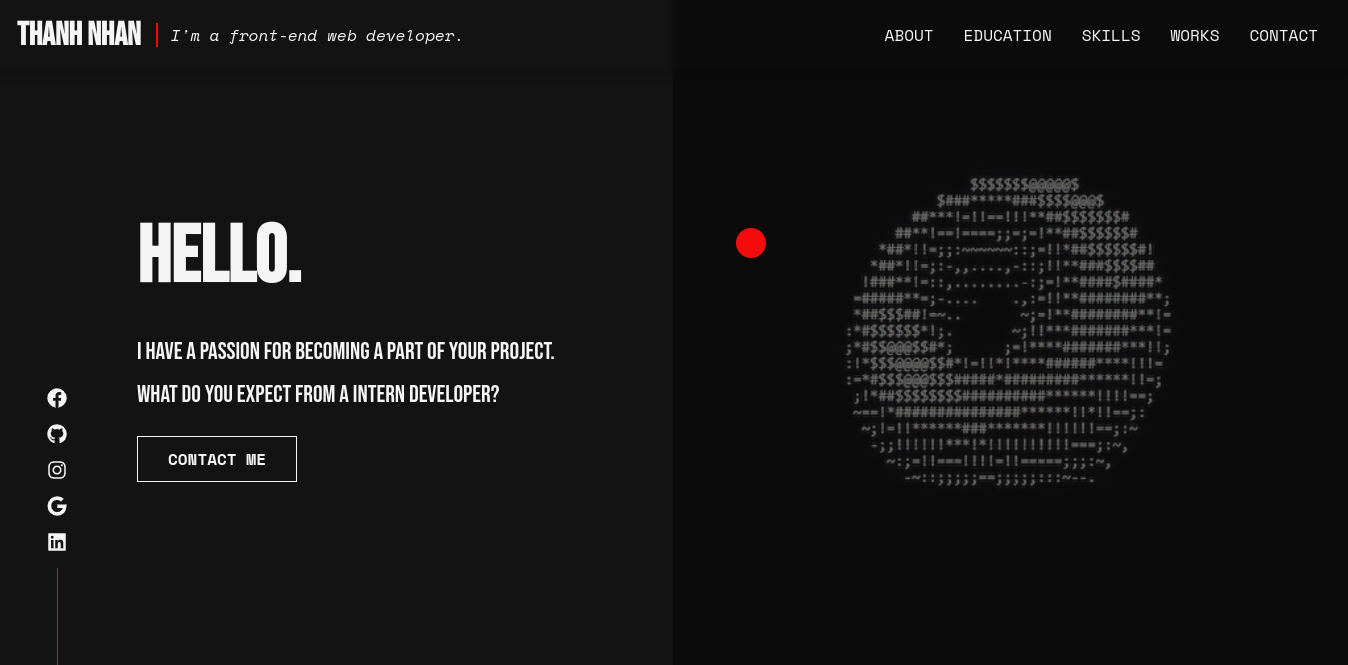 THANH NHAN
I'm a front-end web developer.
ABOUT EDUCATION SKILLS WORKS CONTACT
HELLO.
I HAVE A PASSION FOR BECOMING A PART OF YOUR PROJECT.
WHAT DO YOU EXPECT FROM A INTERN DEVELOPER?
CONTACT ME